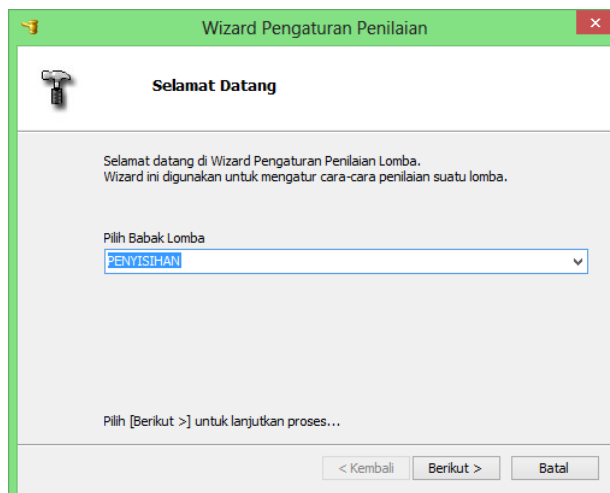 Wizard Pengaturan Penilaian
Selamat Datang
Selamat datang di Wizard Pengaturan Penilaian Lomba.
Wizard ini digunakan untuk mengatur cara-cara penilaian suatu lomba.
Pilih Babak Lomba
PENYISIHAN
Pilih [Berikut >] untuk lanjutkan proses...
< Kembali
Berikut >
Batal